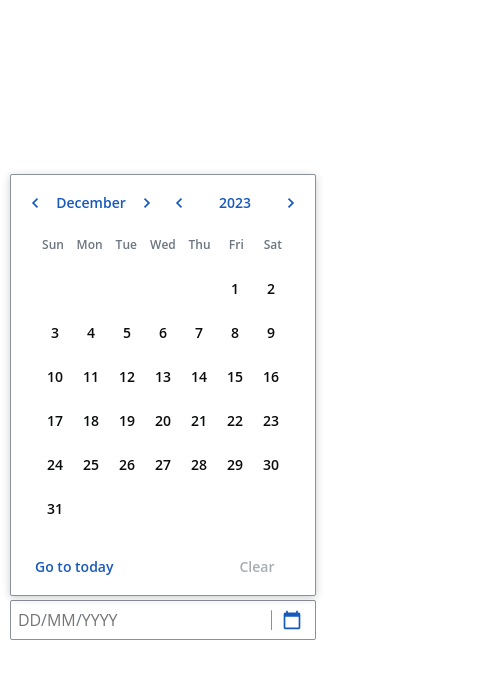 December 2023
Sun Mon Tue Wed Thu Fri Sat
1 2
3 4 5 6 7 8 9
10 11 12 13 14 15 16
17 18 19 20 21 22 23
24 25 26 27 28 29 30
31
Go to today Clear
DD/MM/YYYY